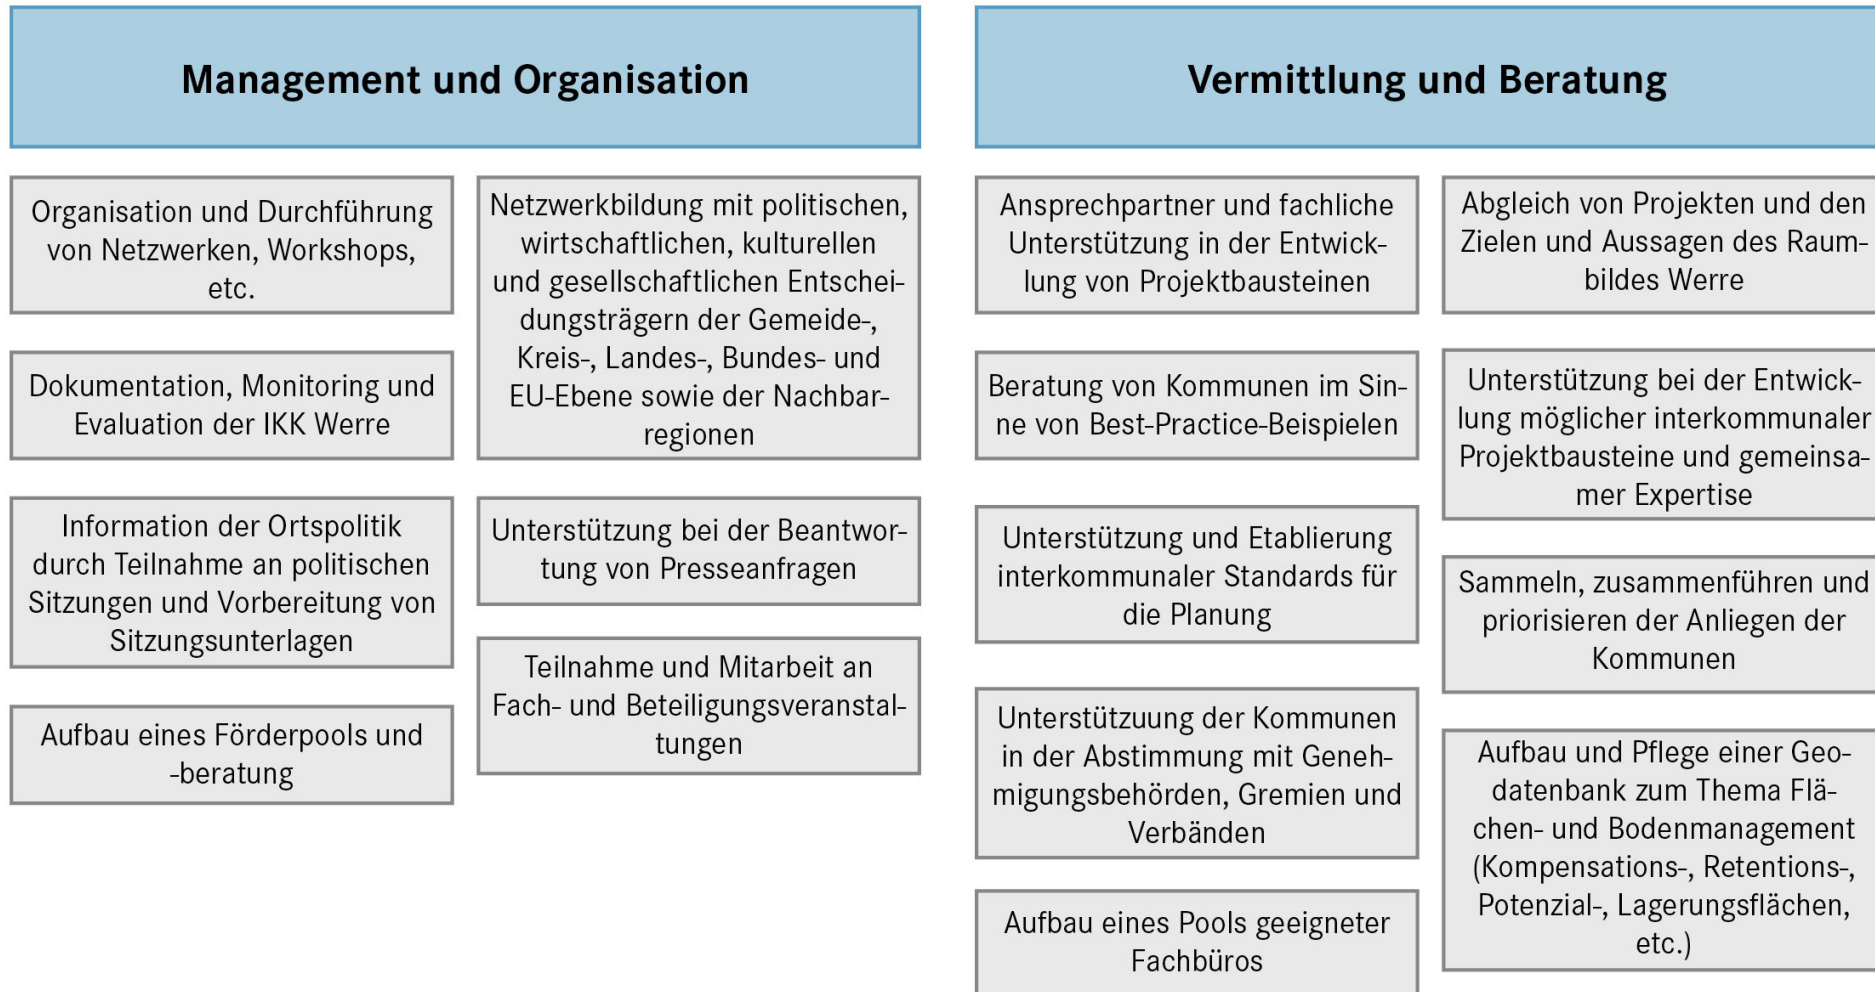 Management und Organisation
Organisation und Durchführung
von Netzwerken, Workshops,
etc.
Dokumentation, Monitoring und
Evaluation der IKK Werre
Information der Ortspolitik
durch Teilnahme an politischen
Sitzungen und Vorbereitung von
Sitzungsunterlagen
Aufbau eines Förderpools und
-beratung
Netzwerkbildung mit politischen,
wirtschaftlichen, kulturellen
und gesellschaftlichen Entschei-
dungsträgern der Gemeide-,
Kreis-, Landes-, Bundes- und
EU-Ebene sowie der Nachbar-
regionen
Unterstützung bei der Beantwor-
tung von Presseanfragen
Teilnahme und Mitarbeit an
Fach- und Beteiligungsveranstal-
tungen
Vermittlung und Beratung
Ansprechpartner und fachliche
Unterstützung in der Entwick-
lung von Projektbausteinen
Beratung von Kommunen im Sin-
ne von Best-Practice-Beispielen
Unterstützung und Etablierung
interkommunaler Standards für
die Planung
Unterstützuung der Kommunen
in der Abstimmung mit Geneh-
migungsbehörden, Gremien und
Verbänden
Aufbau eines Pools geeigneter
Fachbüros
Abgleich von Projekten und den
Zielen und Aussagen des Raum-
bildes Werre
Unterstützung bei der Entwick-
lung möglicher interkommunaler
Projektbausteine und gemeinsa-
mer Expertise
Sammeln, zusammenführen und
priorisieren der Anliegen der
Kommunen
Aufbau und Pflege einer Geo-
datenbank zum Thema Flä-
chen- und Bodenmanagement
(Kompensations-, Retentions-,
Potenzial-, Lagerungsflächen,
etc.)